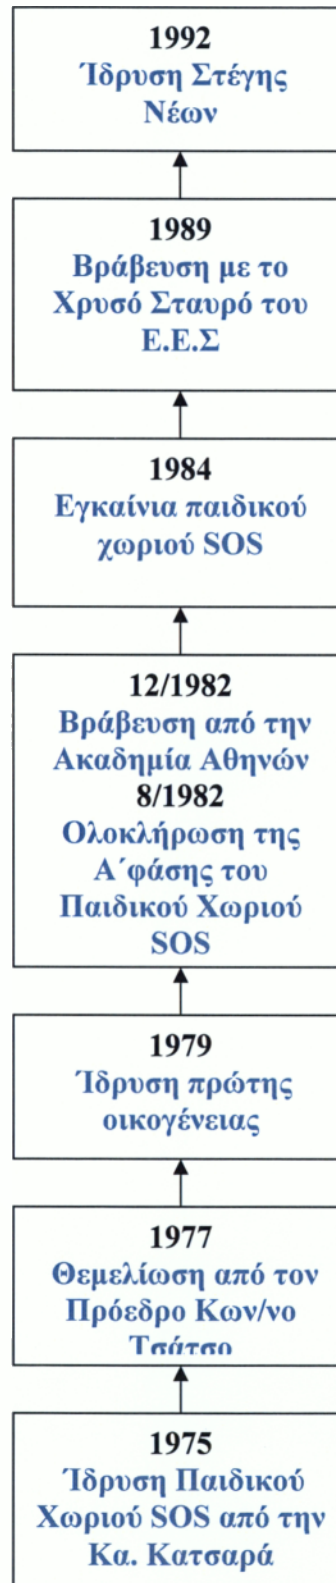 1992
Ίδρυση Στέγης
Νέων
1989
Βράβευση με το
Χρυσό Σταυρό του
Ε.Ε.Σ
1984
Εγκαίνια παιδικού
χωριού SOS
12/1982
Βράβευση από την
Ακαδημία Αθηνών
8/1982
Ολοκλήρωση της
Α΄φάσης του
Παιδικού Χωριού
SOS
1979
Ίδρυση πρώτης
οικογένειας
1977
Θεμελίωση από τον
Πρόεδρο Κων/νο
Τσάτσο
1975
Ίδρυση Παιδικού
Χωριού SOS από την
Κα. Κατσαρά